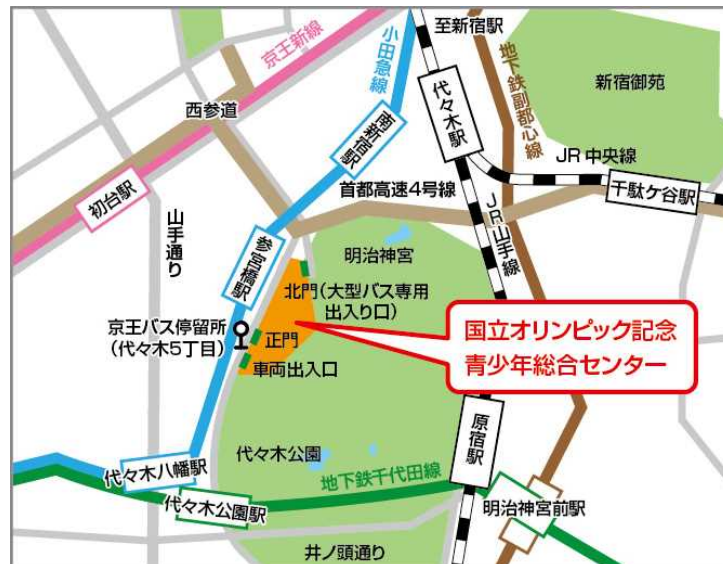 京王新線
小田急線
至新宿駅
地下鉄副都心線
新宿御苑
代々木駅
西参道
南新宿駅
JR中央線
千駄ケ谷駅
首都高速4号線
初台駅
山手通り
参宮橋駅
JR山手線
明治神宮
北門(大型バス専用
出入り口)
京王バス停留所
(代々木5丁目)
正門
車両出入口
国立オリンピック記念
青少年総合センター
原宿駅
代々木公園
代々木八幡駅
地下鉄千代田線
代々木公園駅
明治神宮前駅
井ノ頭通り